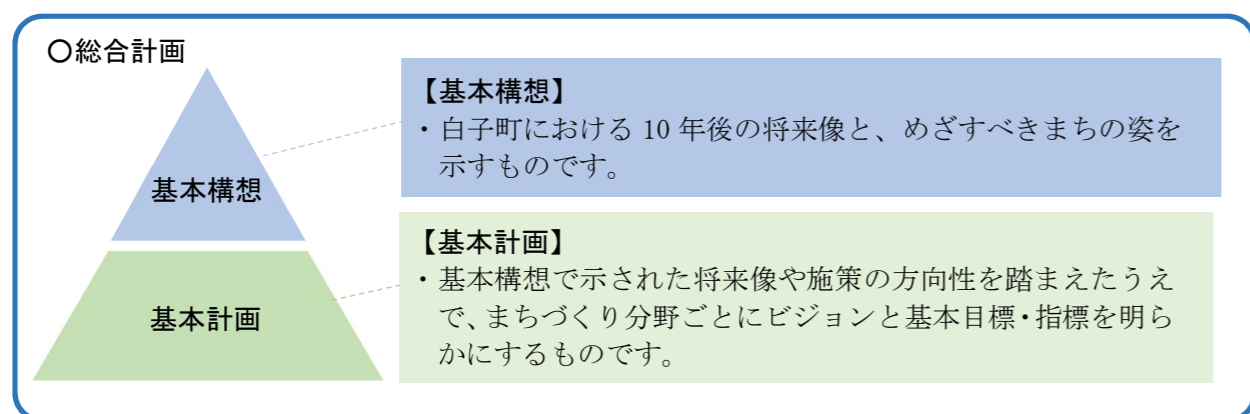 〇総合計画
基本構想
基本計画
【基本構想】
・白子町における 10 年後の将来像と、めざすべきまちの姿を
示すものです。
【基本計画】
・基本構想で示された将来像や施策の方向性を踏まえたうえ
で、まちづくり分野ごとにビジョンと基本目標・指標を明ら
かにするものです。